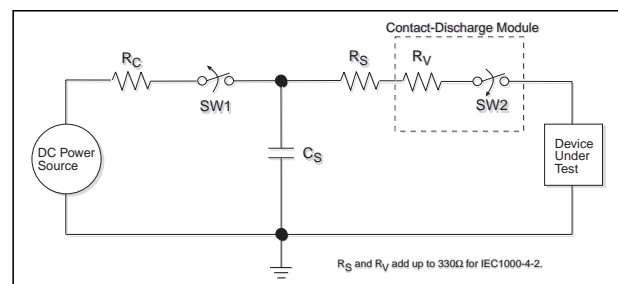 Contact-Discharge Module
RC
RS
RV
SW1
SW2
DC Power
Source
CS
Device
Under
Test
RS and RV add up to 330Ω for IEC1000-4-2.